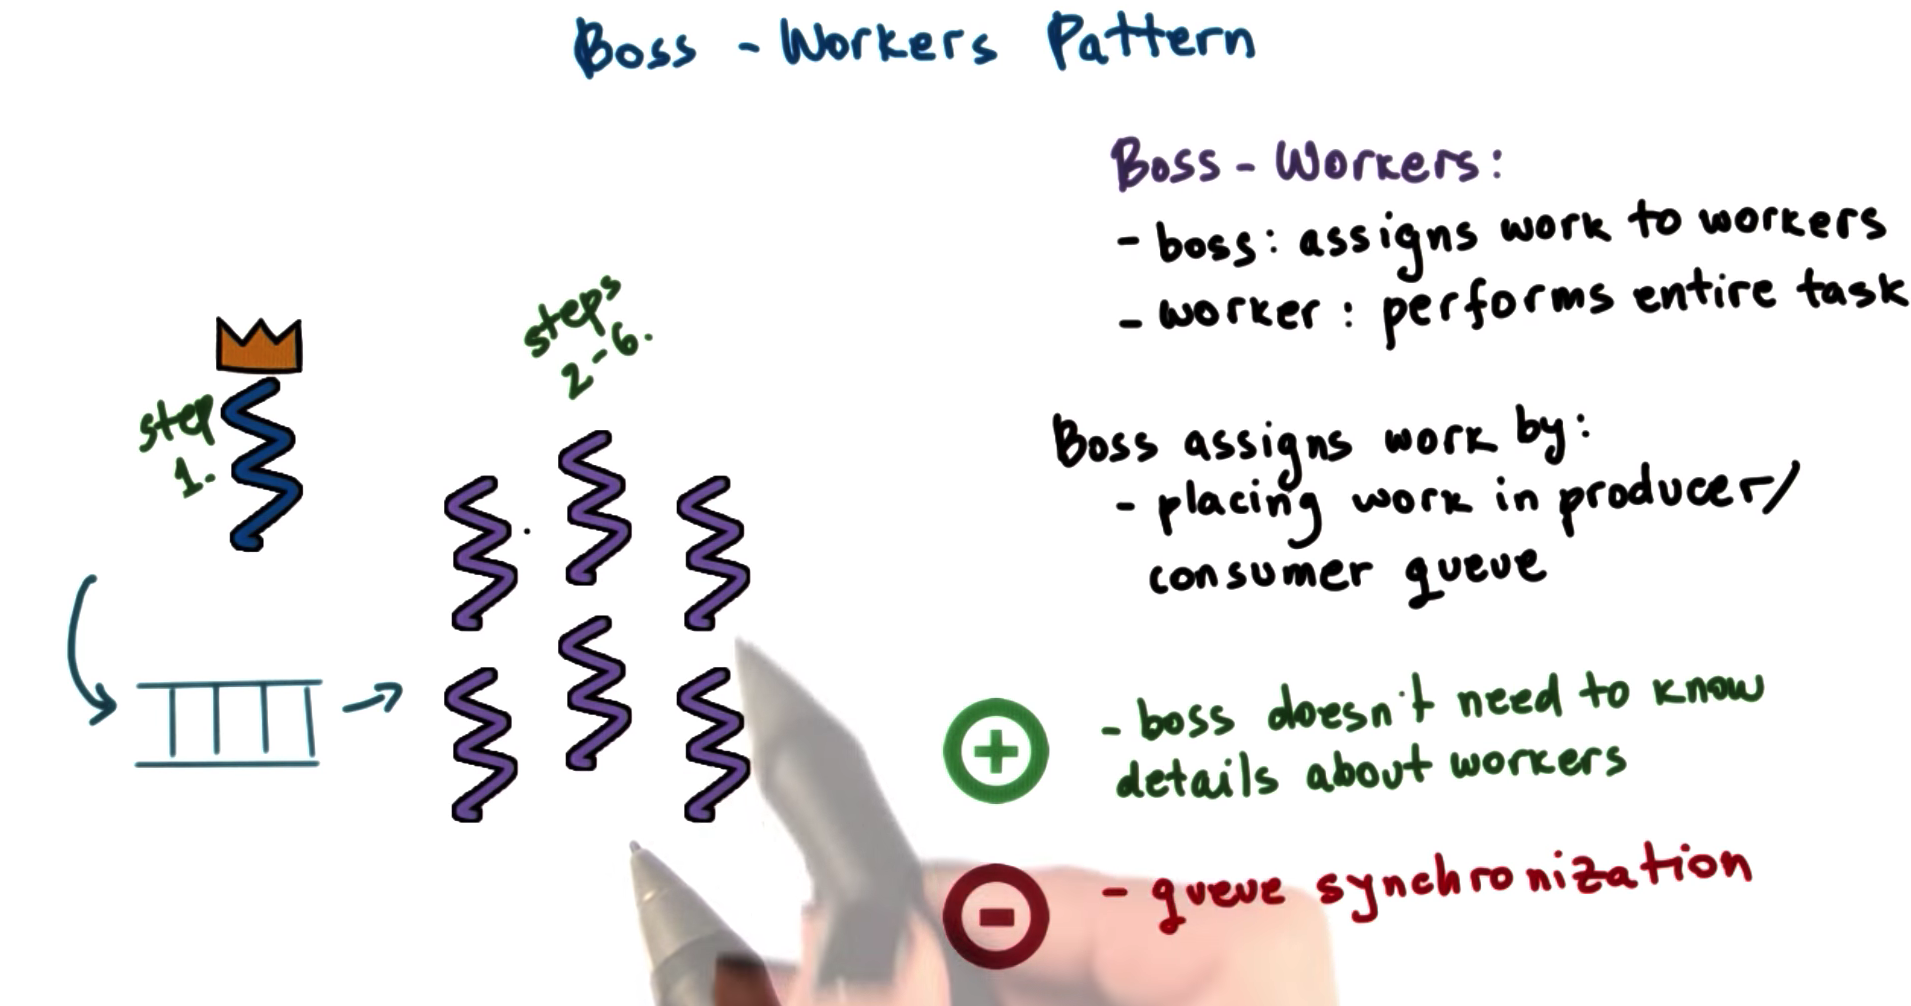 Boss - Workers Pattern
Boss - Workers:
- boss: assigns work to workers
- worker: performs entire task
steps
2-6.
step
1.
Boss assigns work by:
- placing work in producer/
consumer queue
- boss doesn't need to know
details about workers
- queue synchronization